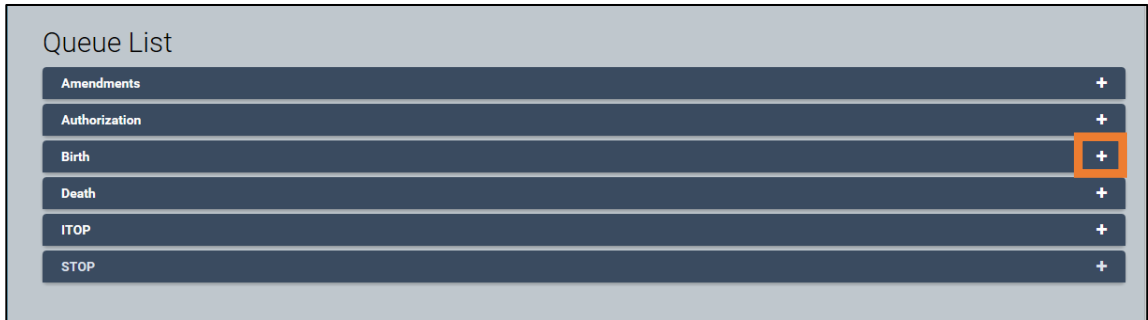 Queue List
Amendments +
Authorization +
Birth +
Death +
ITOP +
STOP +